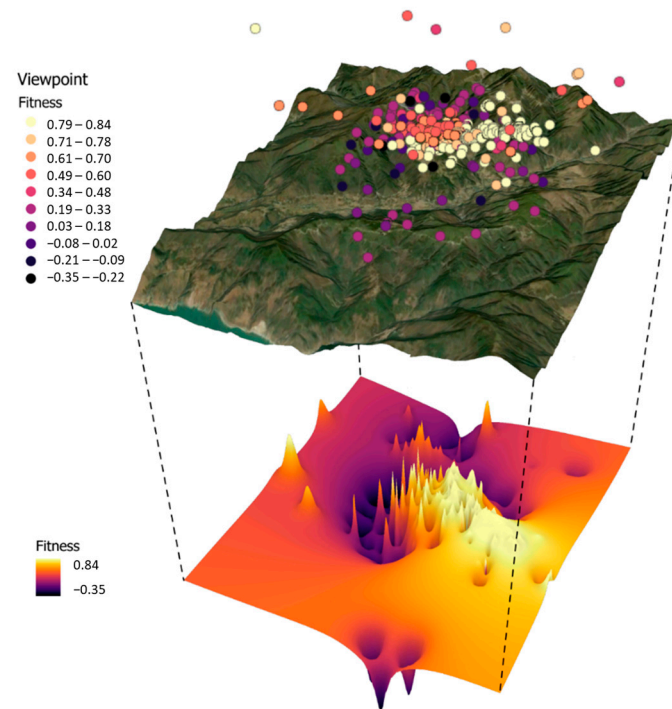 Viewpoint
Fitness
0.79 – 0.84
0.71 – 0.78
0.61 – 0.70
0.49 – 0.60
0.34 – 0.48
0.19 – 0.33
0.03 – 0.18
−0.08 – 0.02
−0.21 – −0.09
−0.35 – −0.22
Fitness
0.84
−0.35